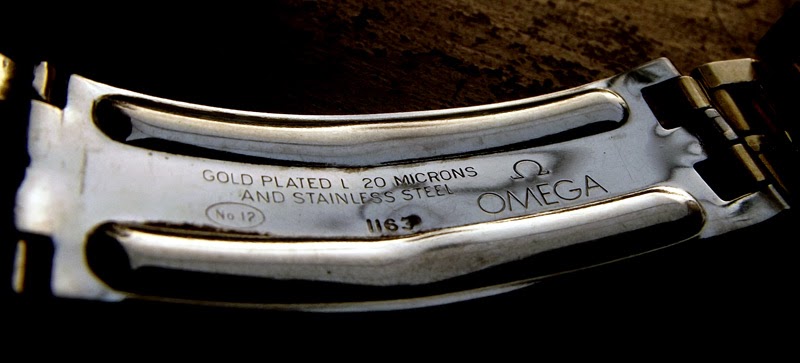 GOLD PLATED L 20 MICRONS
AND STAINLESS STEEL
No 12
1163
Ω
OMEGA